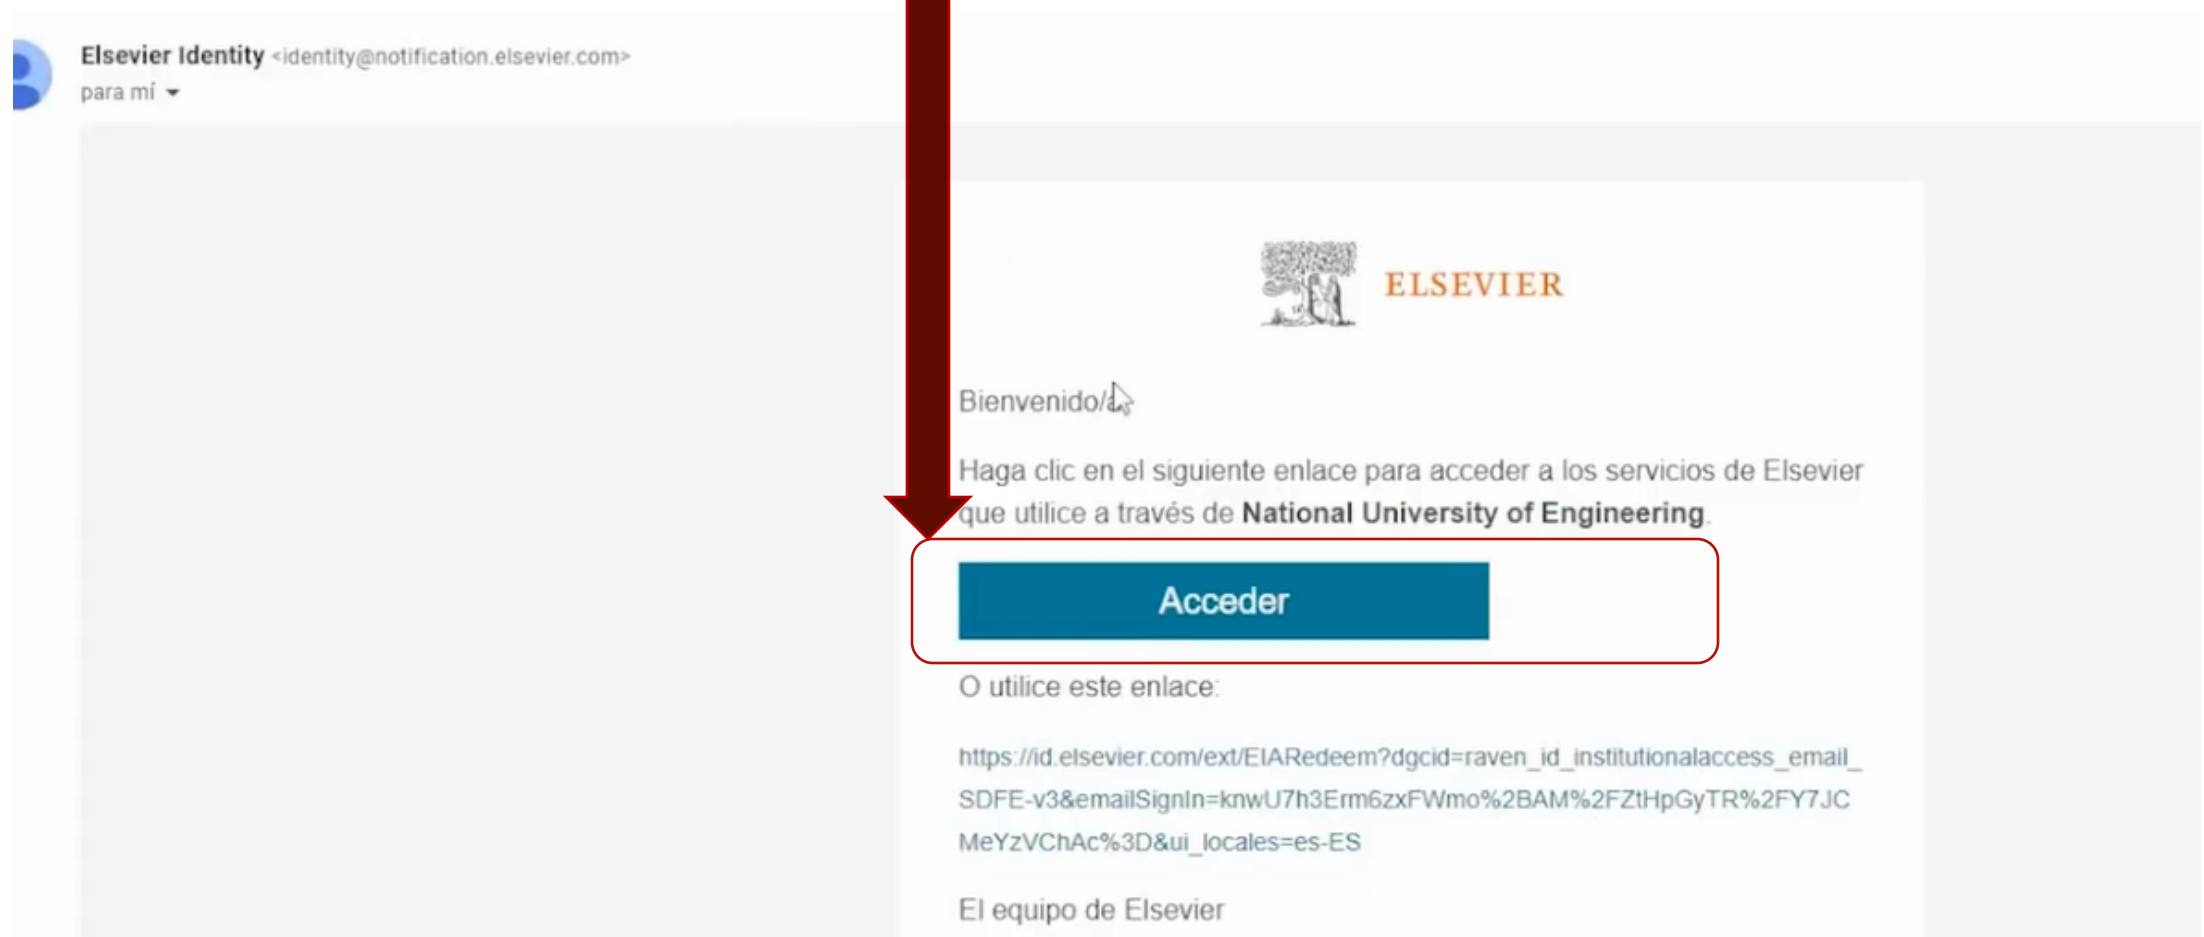 Elsevier Identity <identity@notification.elsevier.com>
para mí
ELSEVIER
Bienvenido/a
Haga clic en el siguiente enlace para acceder a los servicios de Elsevier
que utilice a través de National University of Engineering.
Acceder
O utilice este enlace:
https://id.elsevier.com/ext/EIARedeem?dgcid=raven_id_institutionalaccess_email_
SDFE-v3&emailSignIn=knwU7h3Erm6zxFWmo%2BAM%2FZtHpGyTR%2FY7JC
MeYzVChAc%3D&ui_locales=es-ES
El equipo de Elsevier